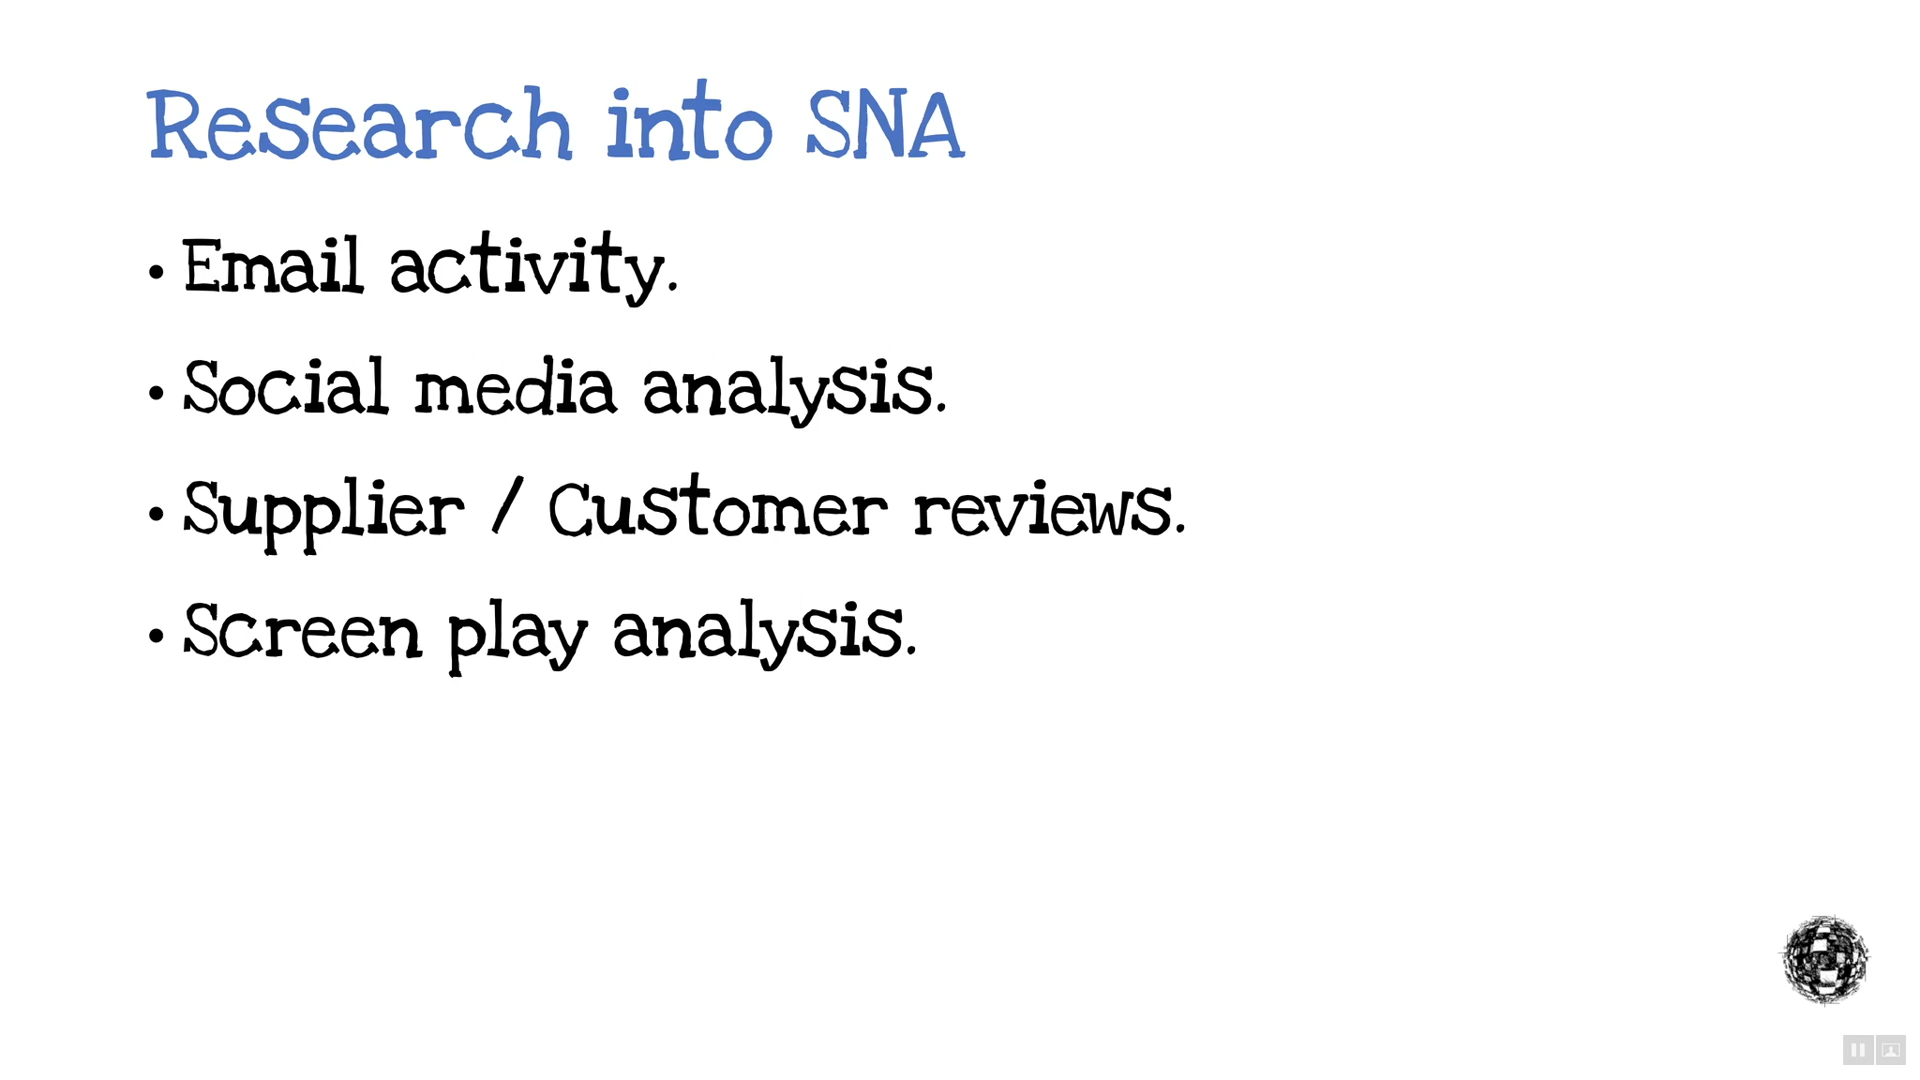 Research into SNA
• Email activity.
• Social media analysis.
• Supplier / Customer reviews.
• Screen play analysis.